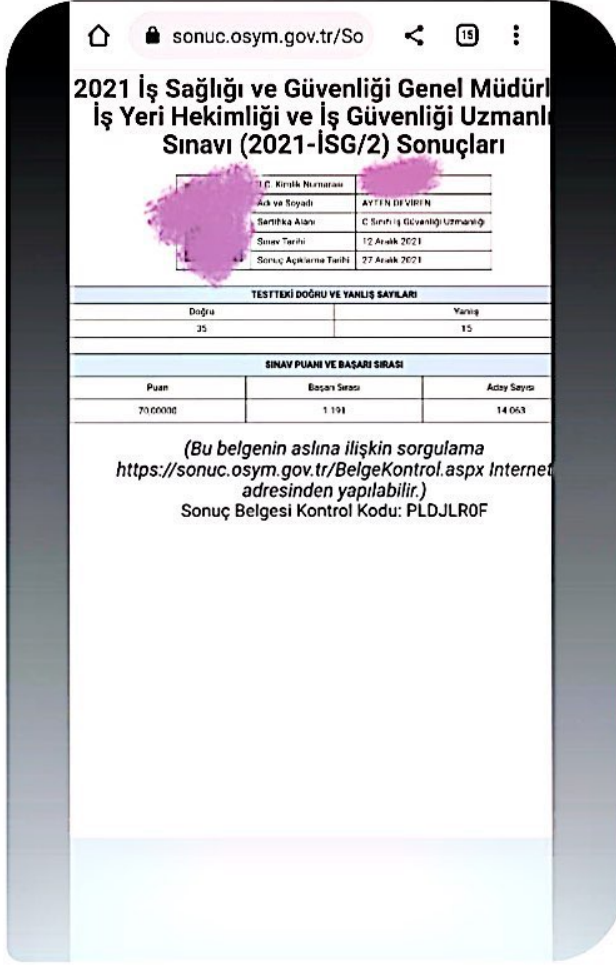 sonuc.osym.gov.tr/So
15
2021 İş Sağlığı ve Güvenliği Genel Müdürl
İş Yeri Hekimliği ve İş Güvenliği Uzmanlı
Sınavı (2021-İSG/2) Sonuçları
T.C. Kimlik Numarası
Adı ve Soyadı AYTEN DEVİREN
Sertifika Alanı C Sınıfı İş Güvenliği Uzmanlığı
Sınav Tarihi 12 Aralık 2021
Sonuç Açıklama Tarihi 27 Aralık 2021
TESTTEKİ DOĞRU VE YANLIŞ SAYILARI
Doğru Yanlış
35 15
SINAV PUANI VE BAŞARI SIRASI
Puan Başarı Sırası Aday Sayısı
70,00000 1.191 14.063
(Bu belgenin aslına ilişkin sorgulama
https://sonuc.osym.gov.tr/BelgeKontrol.aspx Internet
adresinden yapılabilir.)
Sonuç Belgesi Kontrol Kodu: PLDJLR0F